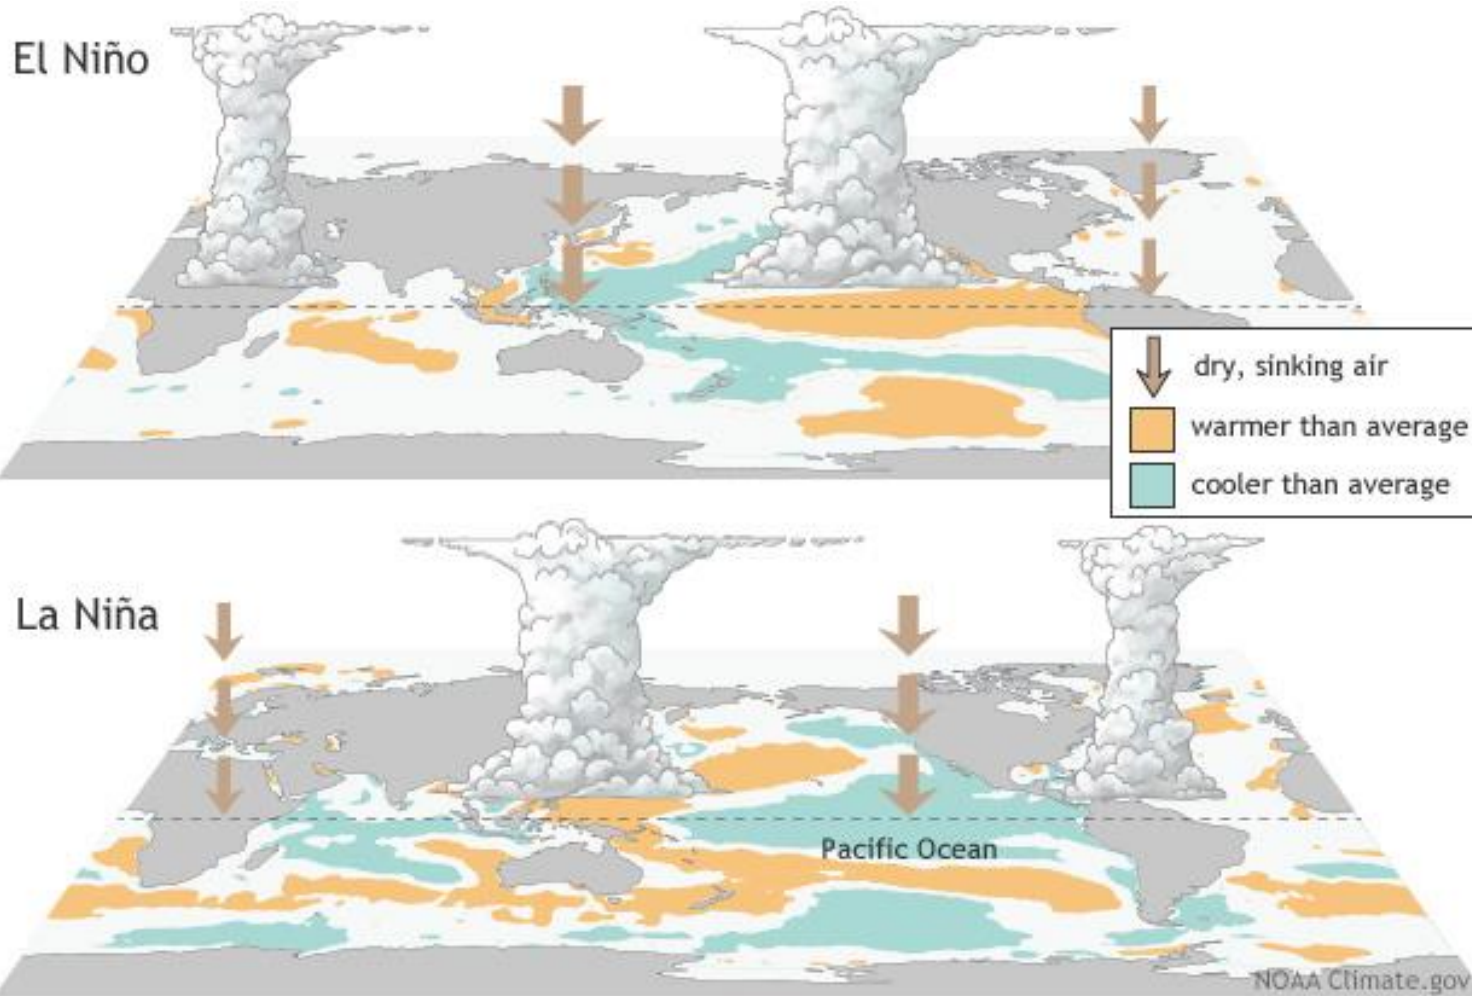 El Niño
dry, sinking air
warmer than average
cooler than average
La Niña
Pacific Ocean
NOAA Climate.gov